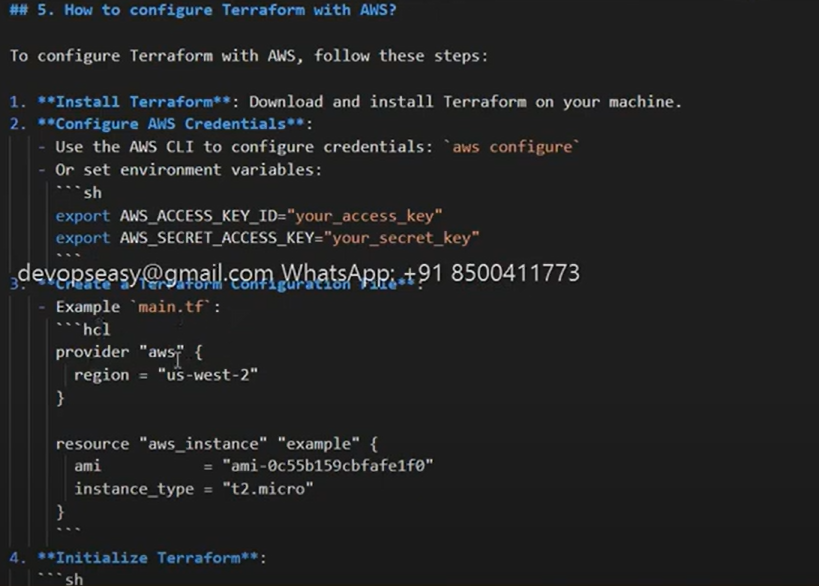 ## 5. How to configure Terraform with AWS?
To configure Terraform with AWS, follow these steps:
1. **Install Terraform**: Download and install Terraform on your machine.
2. **Configure AWS Credentials**:
- Use the AWS CLI to configure credentials: `aws configure`
- Or set environment variables:
```sh
export AWS_ACCESS_KEY_ID="your_access_key"
export AWS_SECRET_ACCESS_KEY="your_secret_key"
```
devopseasy@gmail.com WhatsApp: +91 8500411773
3. **Create a Terraform Configuration File**:
- Example `main.tf`:
```hcl
provider "aws" {
region = "us-west-2"
}
resource "aws_instance" "example" {
ami = "ami-0c55b159cbfafe1f0"
instance_type = "t2.micro"
}
```
4. **Initialize Terraform**:
```sh